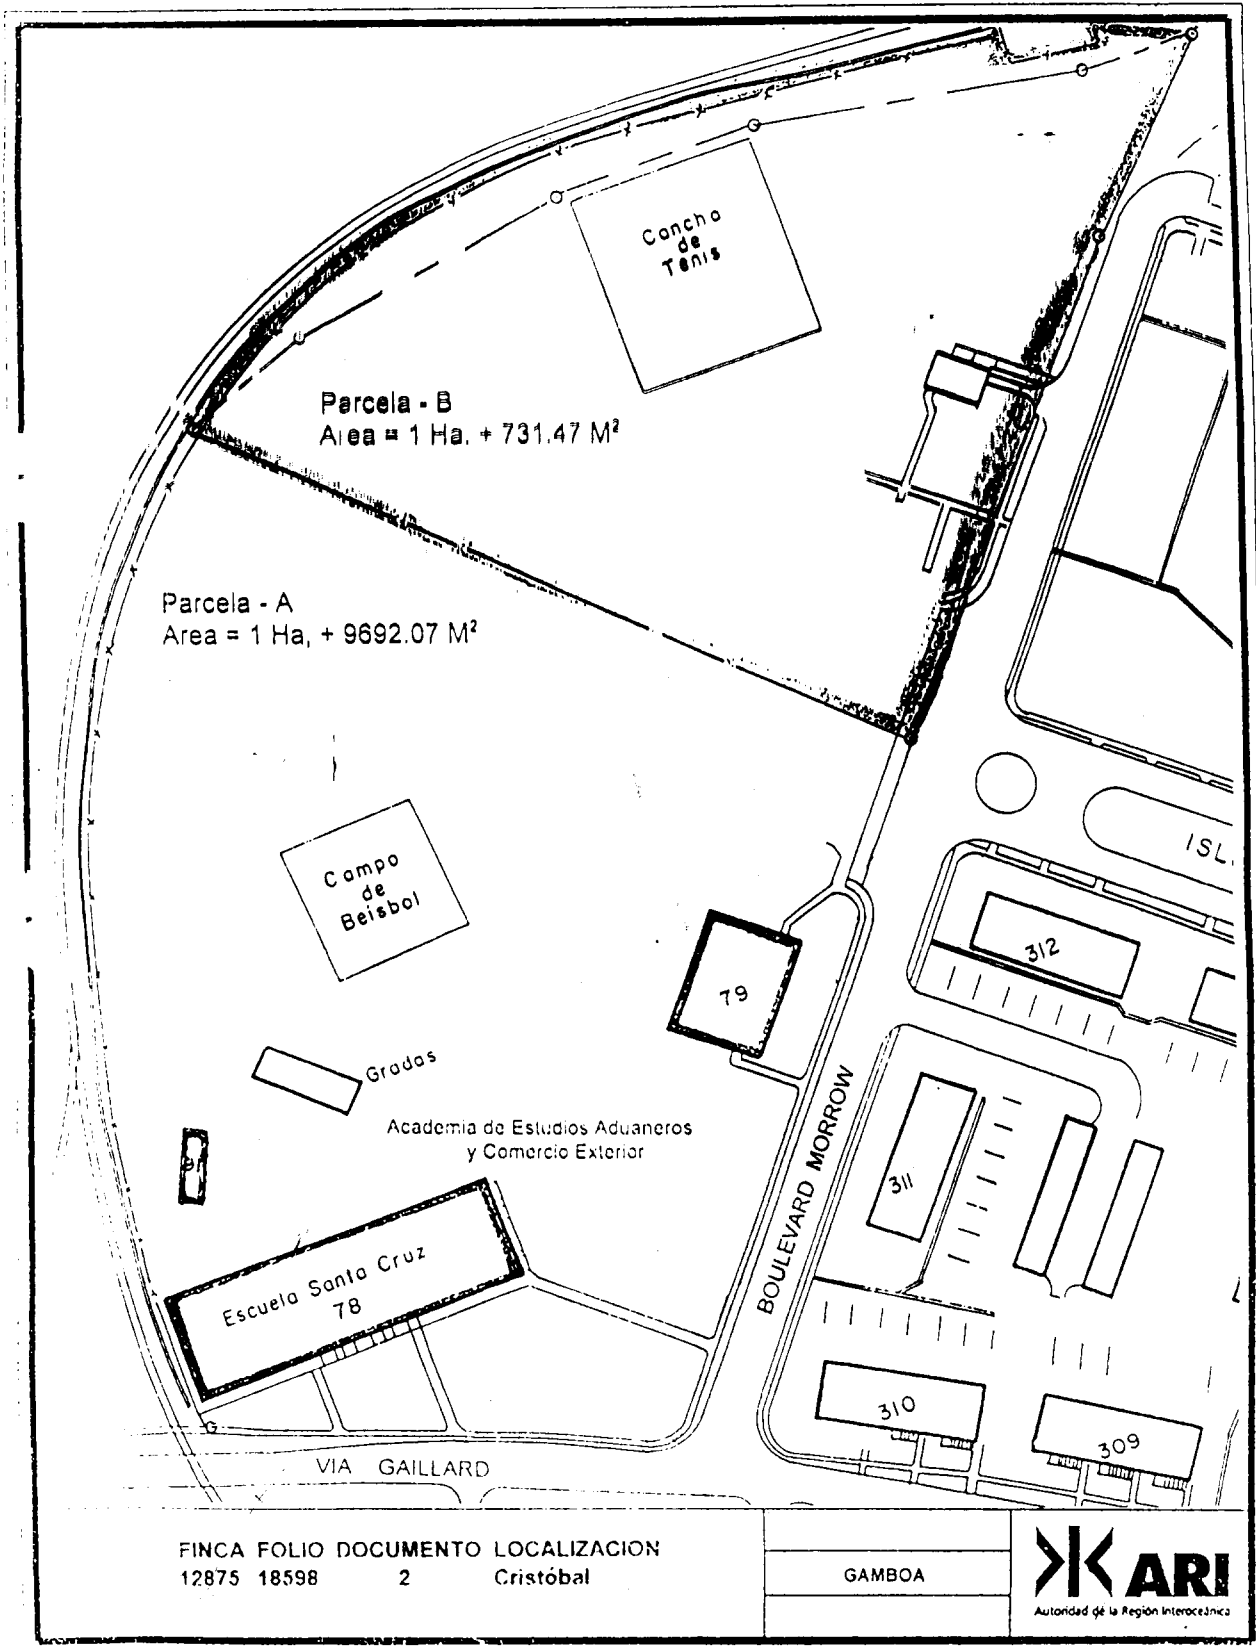 Cancha
de
Tenis
Parcela - B
Area = 1 Ha. + 731.47 M²
Parcela - A
Area = 1 Ha, + 9692.07 M²
Campo
de
Beisbol
ISL
312
79
Gradas
Academia de Estudios Aduaneros
y Comercio Exterior
BOULEVARD MORROW
311
Escuela Santa Cruz
78
310
309
VIA GAILLARD
FINCA FOLIO DOCUMENTO LOCALIZACION
12875 18598 2 Cristóbal
GAMBOA
ARI
Autoridad de la Región Interoceánica